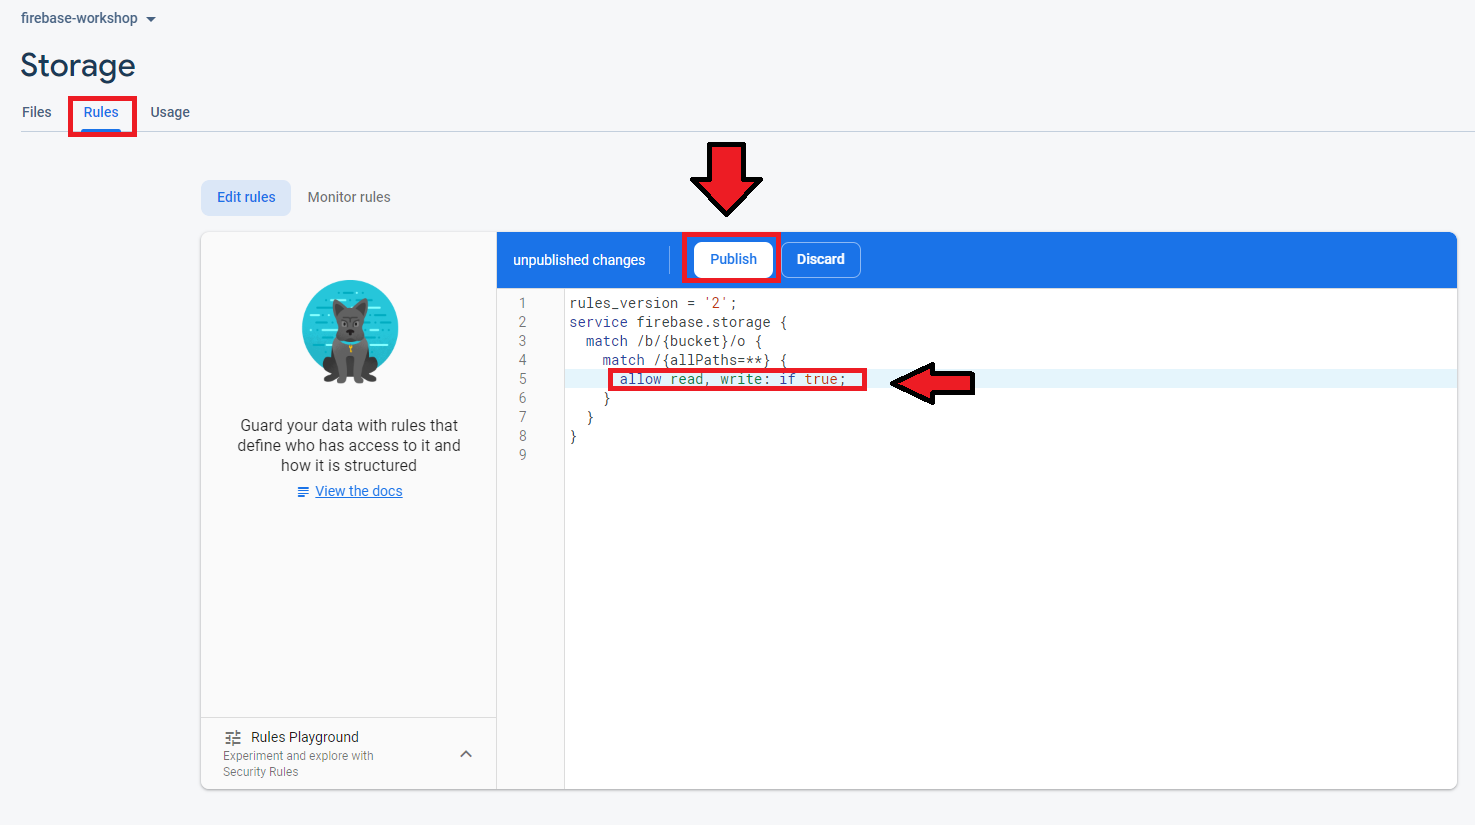 firebase-workshop
Storage
Files Rules Usage
Edit rules Monitor rules
Guard your data with rules that
define who has access to it and
how it is structured
View the docs
Rules Playground
Experiment and explore with
Security Rules
unpublished changes Publish Discard
1 rules_version = '2';
2 service firebase.storage {
3 match /b/{bucket}/o {
4 match /{allPaths=**} {
5 allow read, write: if true;
6 }
7 }
8 }
9